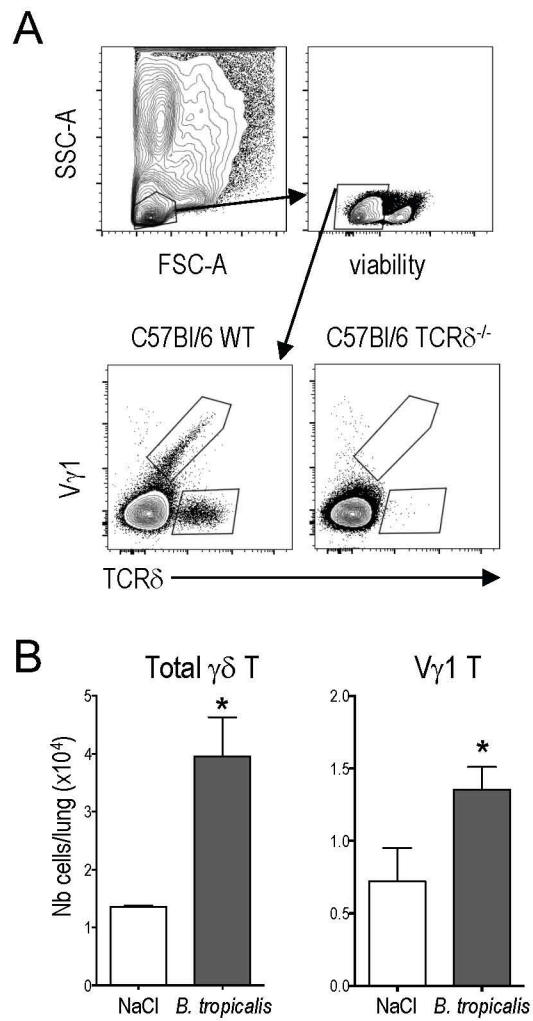 A
SSC-A
FSC-A
viability
C57Bl/6 WT
C57Bl/6 TCRδ-/-
Vγ1
TCRδ
B
Total γδ T
Vγ1 T
Nb cells/lung (x10⁴)
5
4
3
2
1
0
*
NaCl
B. tropicalis
2.0
1.5
1.0
0.5
0.0
*
NaCl
B. tropicalis